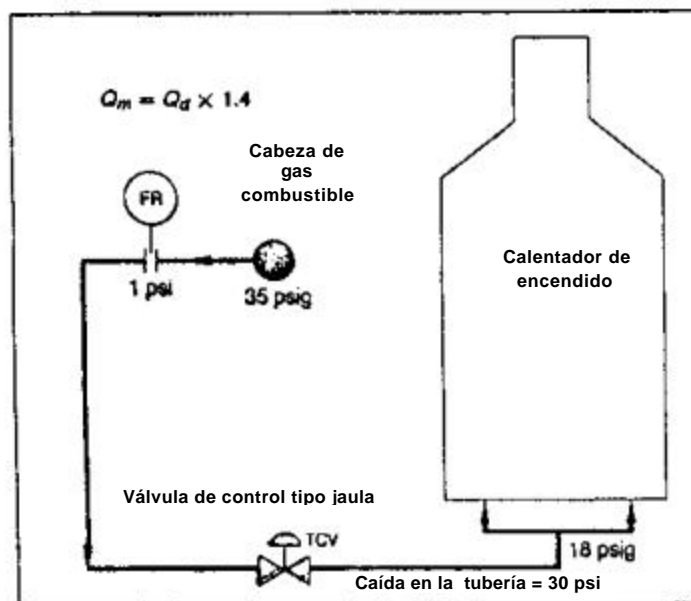 Qm = Qd × 1.4
Cabeza de
gas
combustible
FR
1 psi
35 psig
Calentador de
encendido
Válvula de control tipo jaula
TCV
18 psig
Caída en la tubería = 30 psi